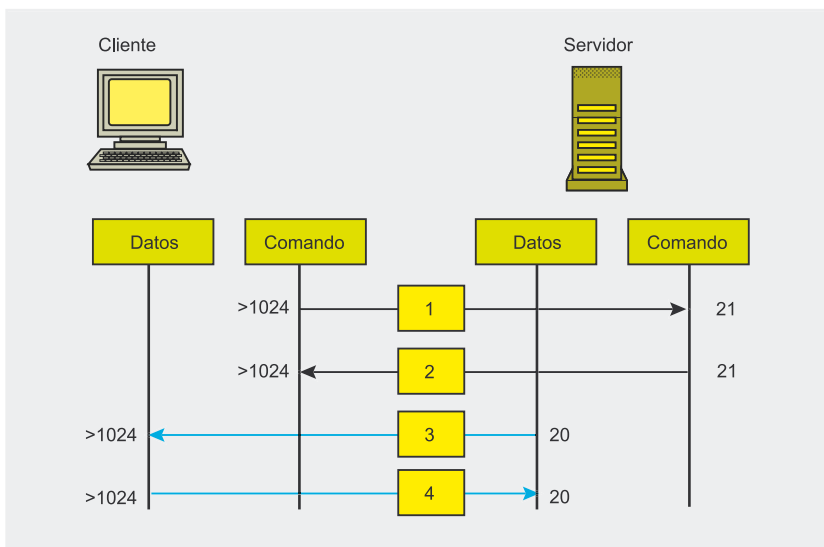 Cliente
Servidor
Datos
Comando
Datos
Comando
>1024
1
21
>1024
2
21
>1024
3
20
>1024
4
20